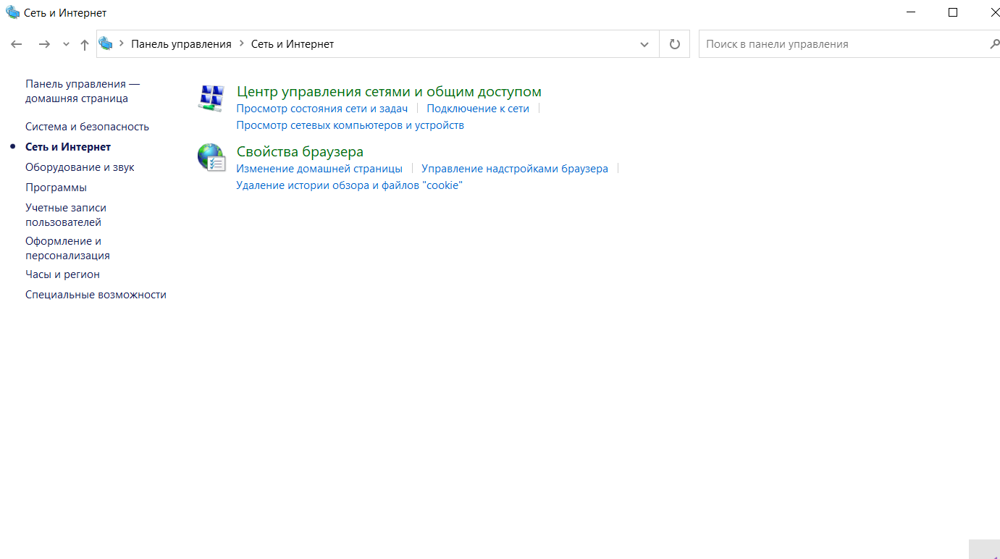 Сеть и Интернет
Панель управления
Сеть и Интернет
Поиск в панели управления
Панель управления —
домашняя страница
Система и безопасность
Сеть и Интернет
Оборудование и звук
Программы
Учетные записи
пользователей
Оформление и
персонализация
Часы и регион
Специальные возможности
Центр управления сетями и общим доступом
Просмотр состояния сети и задач
Подключение к сети
Просмотр сетевых компьютеров и устройств
Свойства браузера
Изменение домашней страницы
Управление надстройками браузера
Удаление истории обзора и файлов "cookie"